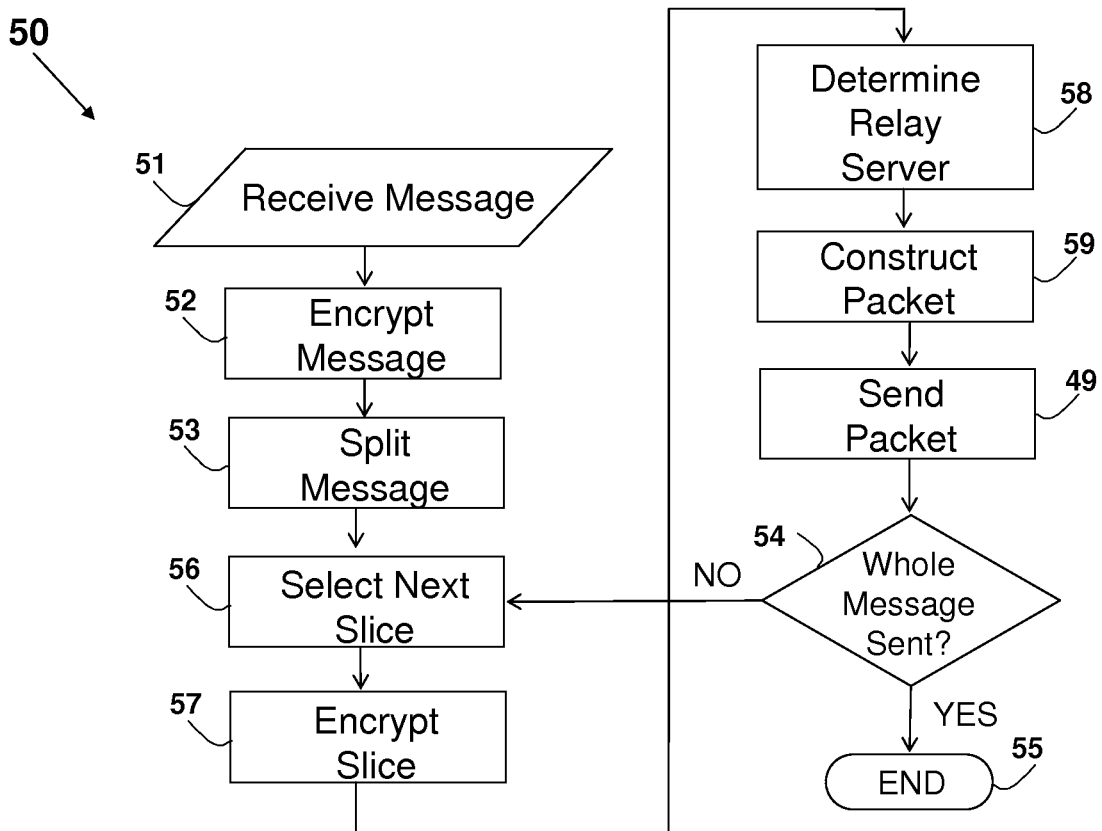 50
51
Receive Message
52
Encrypt
Message
53
Split
Message
56
Select Next
Slice
57
Encrypt
Slice
Determine
Relay
Server
58
Construct
Packet
59
Send
Packet
49
54
Whole
Message
Sent?
NO
YES
END
55